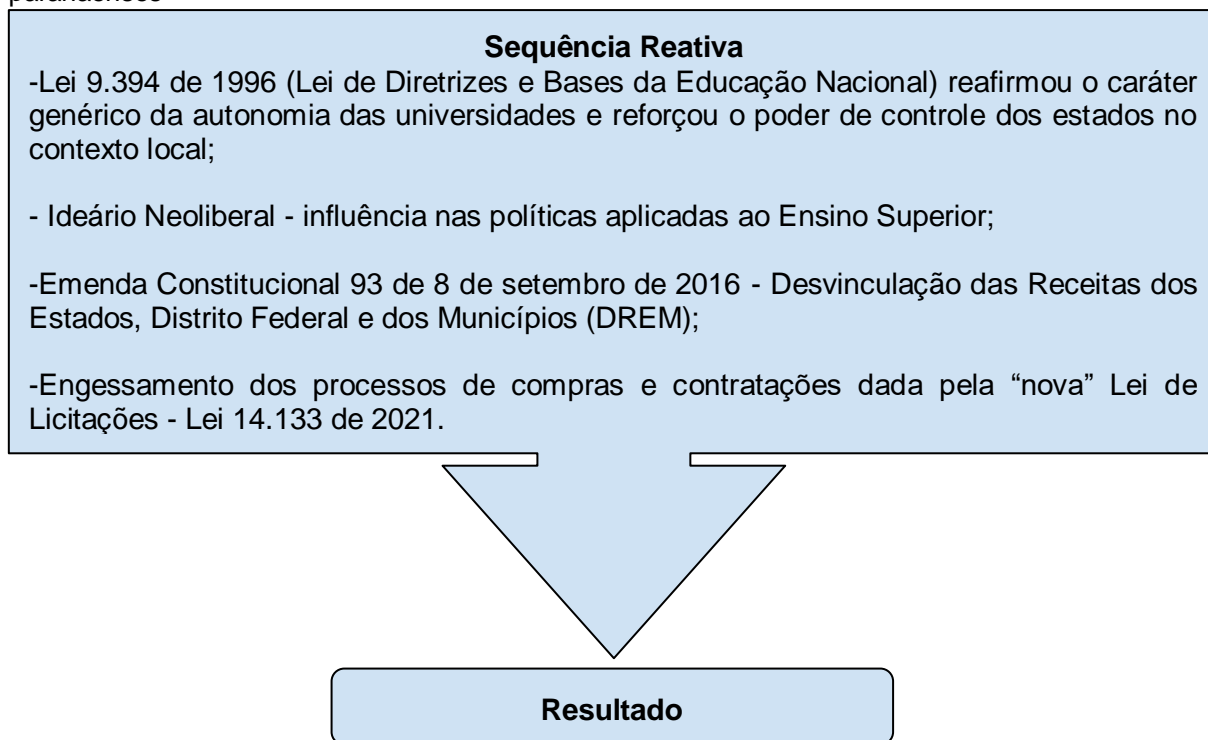 Sequência Reativa
-Lei 9.394 de 1996 (Lei de Diretrizes e Bases da Educação Nacional) reafirmou o caráter
genérico da autonomia das universidades e reforçou o poder de controle dos estados no
contexto local;
- Ideário Neoliberal - influência nas políticas aplicadas ao Ensino Superior;
-Emenda Constitucional 93 de 8 de setembro de 2016 - Desvinculação das Receitas dos
Estados, Distrito Federal e dos Municípios (DREM);
-Engessamento dos processos de compras e contratações dada pela “nova” Lei de
Licitações - Lei 14.133 de 2021.
Resultado